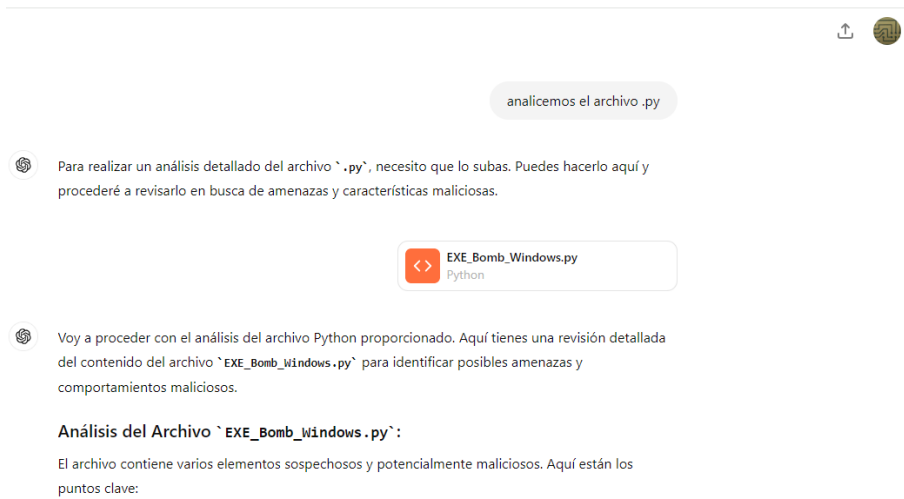 analicemos el archivo .py
Para realizar un análisis detallado del archivo `.py`, necesito que lo subas. Puedes hacerlo aquí y
procederé a revisarlo en busca de amenazas y características maliciosas.
EXE_Bomb_Windows.py
Python
Voy a proceder con el análisis del archivo Python proporcionado. Aquí tienes una revisión detallada
del contenido del archivo `EXE_Bomb_Windows.py` para identificar posibles amenazas y
comportamientos maliciosos.
Análisis del Archivo `EXE_Bomb_Windows.py`:
El archivo contiene varios elementos sospechosos y potencialmente maliciosos. Aquí están los
puntos clave: